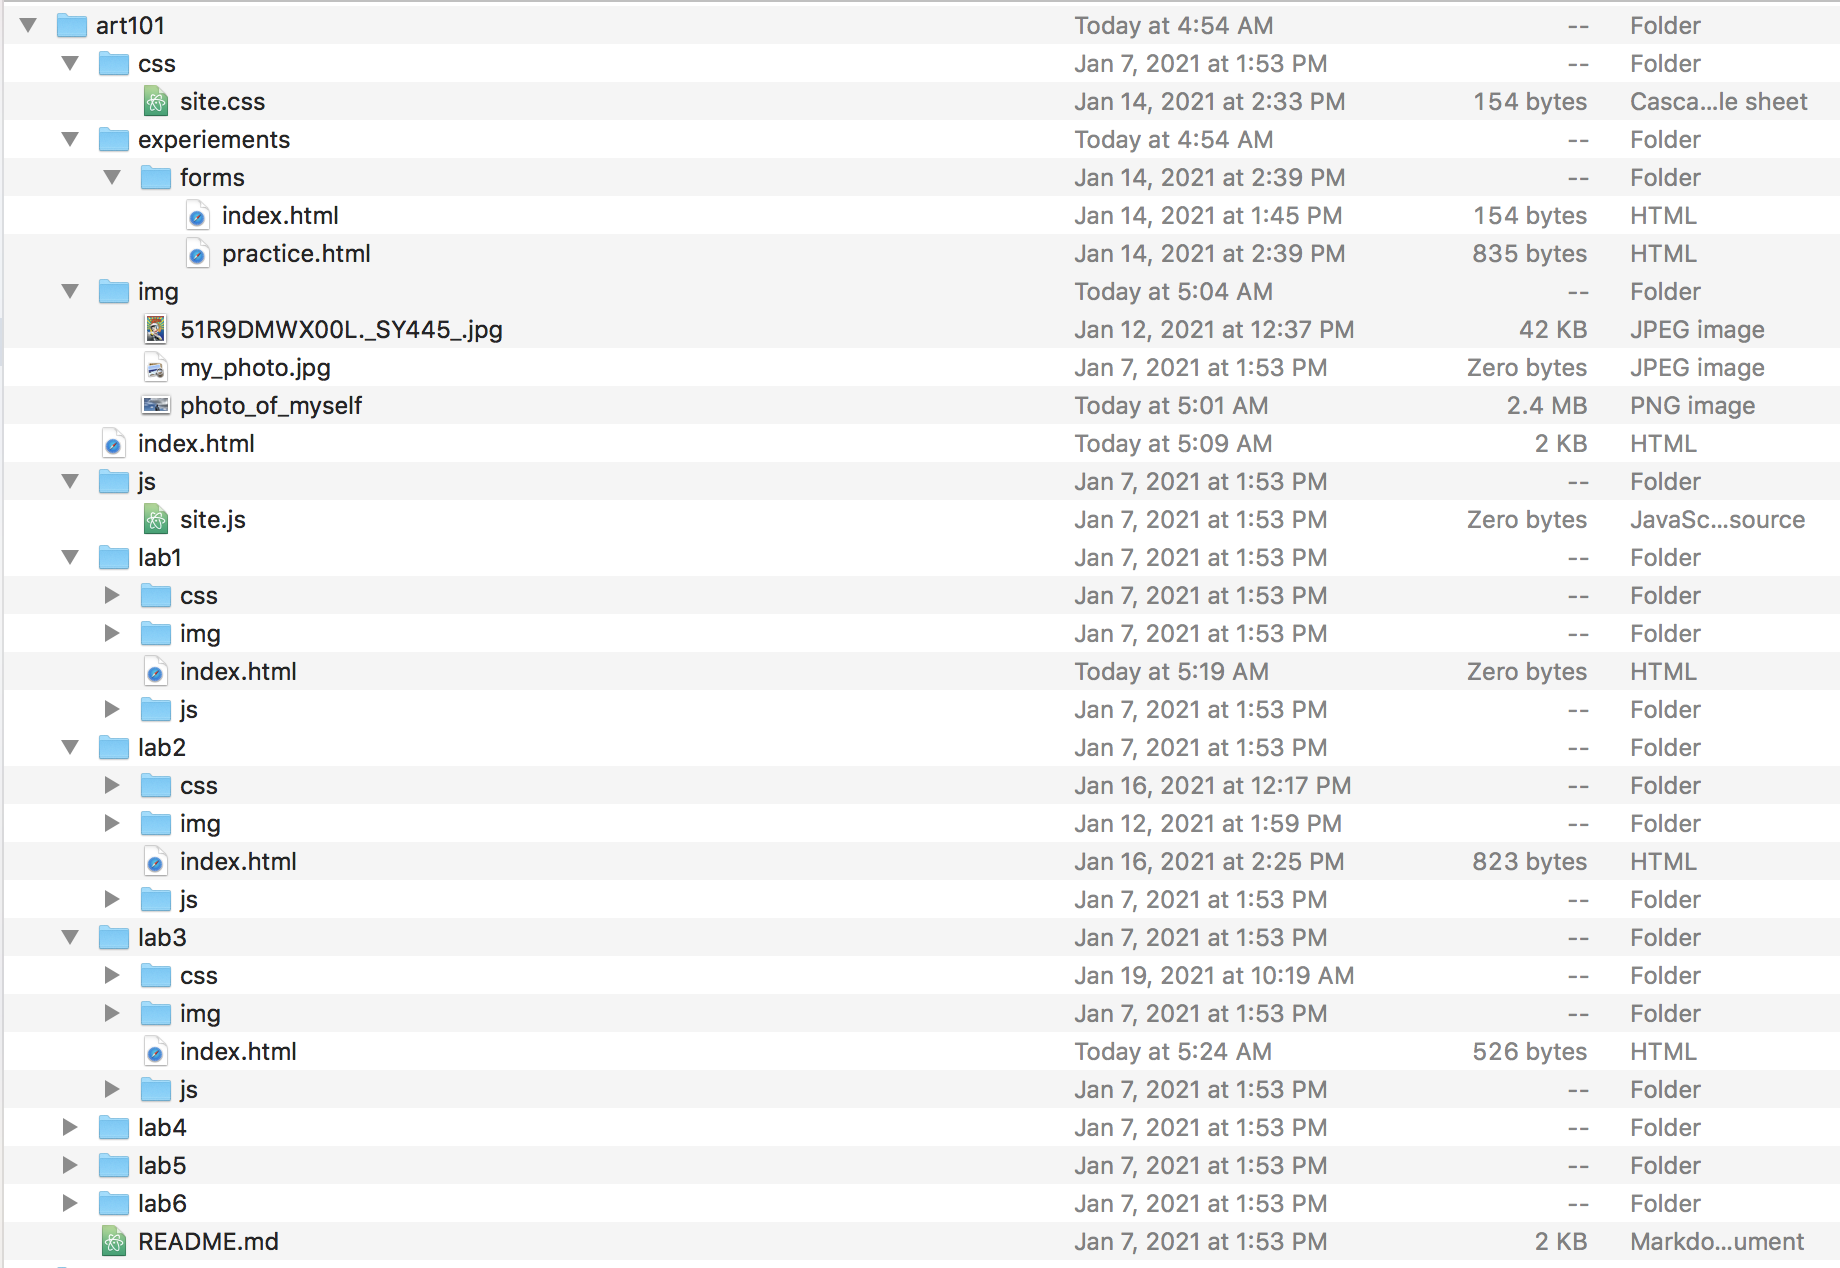 art101 Today at 4:54 AM -- Folder
css Jan 7, 2021 at 1:53 PM -- Folder
site.css Jan 14, 2021 at 2:33 PM 154 bytes Casca...le sheet
experiements Today at 4:54 AM -- Folder
forms Jan 14, 2021 at 2:39 PM -- Folder
index.html Jan 14, 2021 at 1:45 PM 154 bytes HTML
practice.html Jan 14, 2021 at 2:39 PM 835 bytes HTML
img Today at 5:04 AM -- Folder
51R9DMWX00L._SY445_.jpg Jan 12, 2021 at 12:37 PM 42 KB JPEG image
my_photo.jpg Jan 7, 2021 at 1:53 PM Zero bytes JPEG image
photo_of_myself Today at 5:01 AM 2.4 MB PNG image
index.html Today at 5:09 AM 2 KB HTML
js Jan 7, 2021 at 1:53 PM -- Folder
site.js Jan 7, 2021 at 1:53 PM Zero bytes JavaSc...source
lab1 Jan 7, 2021 at 1:53 PM -- Folder
css Jan 7, 2021 at 1:53 PM -- Folder
img Jan 7, 2021 at 1:53 PM -- Folder
index.html Today at 5:19 AM Zero bytes HTML
js Jan 7, 2021 at 1:53 PM -- Folder
lab2 Jan 7, 2021 at 1:53 PM -- Folder
css Jan 16, 2021 at 12:17 PM -- Folder
img Jan 12, 2021 at 1:59 PM -- Folder
index.html Jan 16, 2021 at 2:25 PM 823 bytes HTML
js Jan 7, 2021 at 1:53 PM -- Folder
lab3 Jan 7, 2021 at 1:53 PM -- Folder
css Jan 19, 2021 at 10:19 AM -- Folder
img Jan 7, 2021 at 1:53 PM -- Folder
index.html Today at 5:24 AM 526 bytes HTML
js Jan 7, 2021 at 1:53 PM -- Folder
lab4 Jan 7, 2021 at 1:53 PM -- Folder
lab5 Jan 7, 2021 at 1:53 PM -- Folder
lab6 Jan 7, 2021 at 1:53 PM -- Folder
README.md Jan 7, 2021 at 1:53 PM 2 KB Markdo...ument